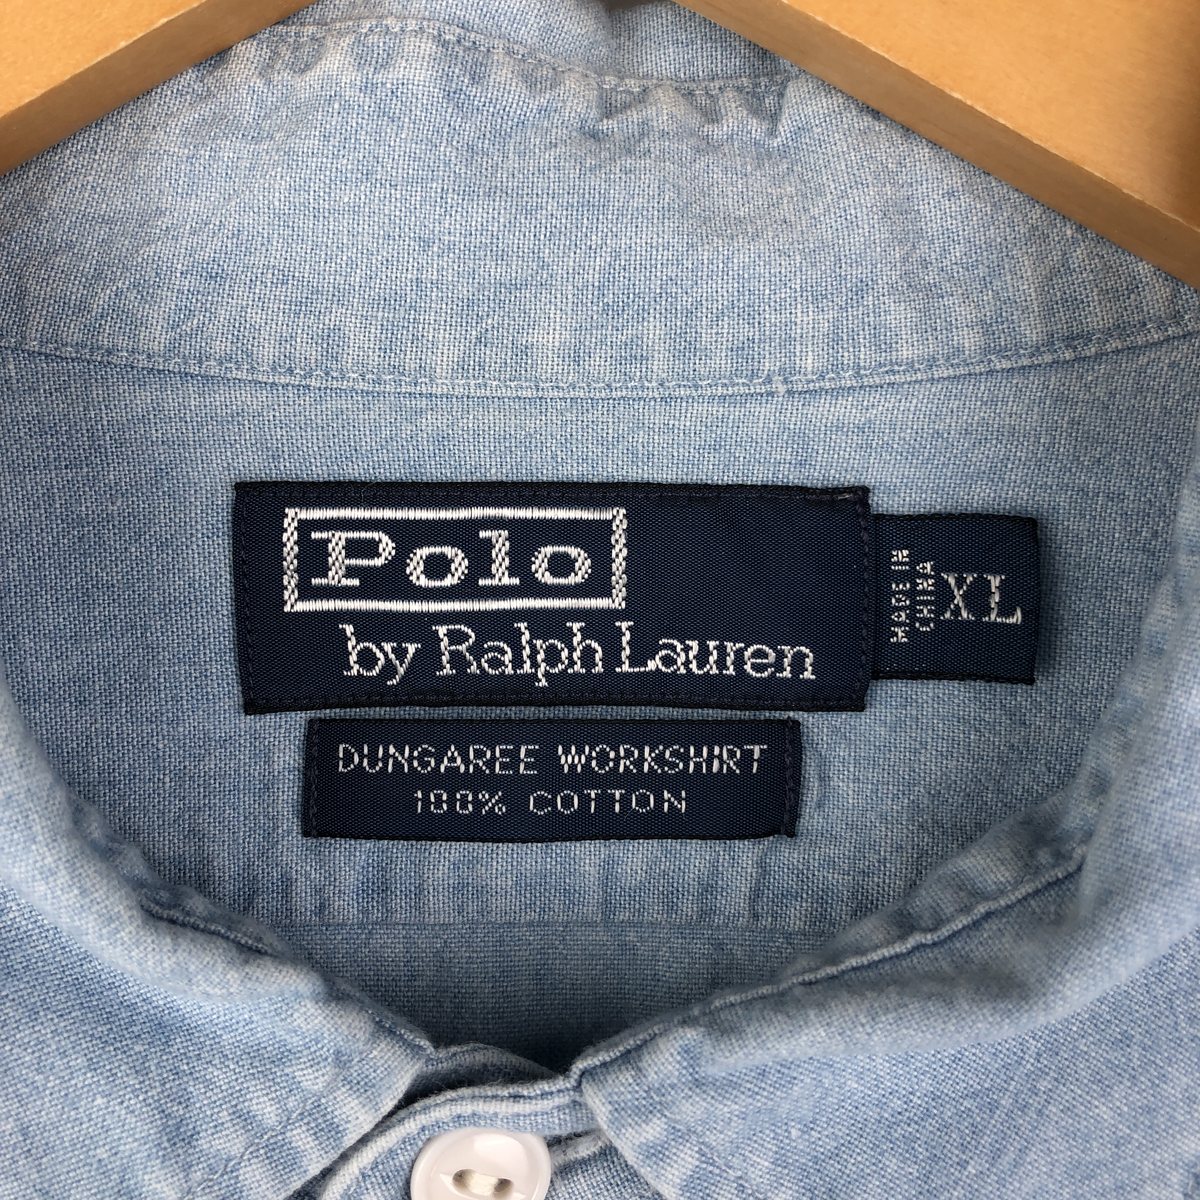 Polo
by Ralph Lauren
MADE IN
CHINA
XL
DUNGAREE WORKSHIRT
100% COTTON